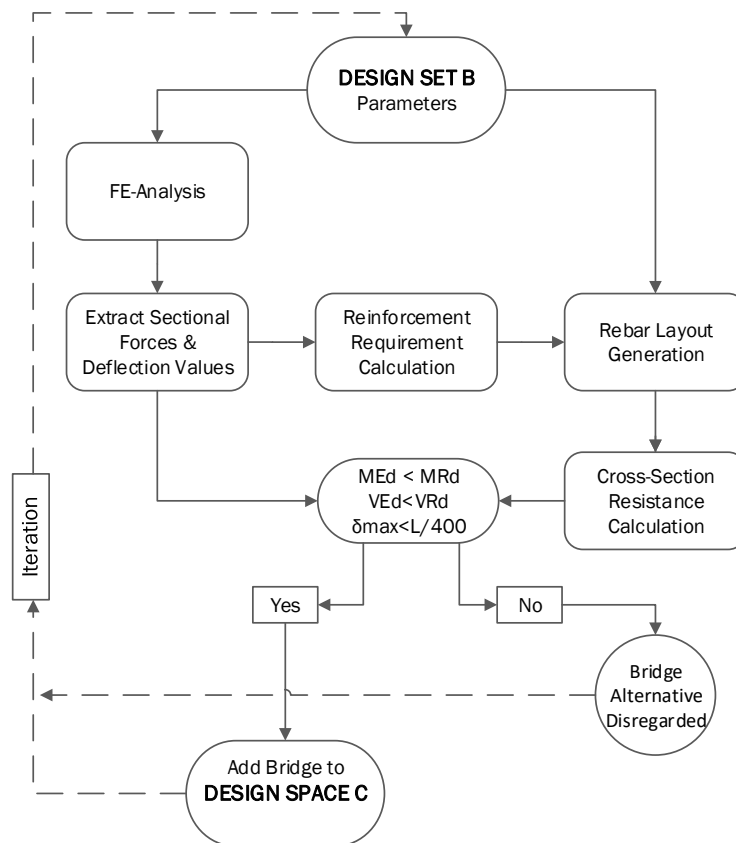 DESIGN SET B
Parameters
FE-Analysis
Extract Sectional
Forces &
Deflection Values
Reinforcement
Requirement
Calculation
Rebar Layout
Generation
MEd < MRd
VEd<VRd
δmax<L/400
Cross-Section
Resistance
Calculation
Iteration
Yes
No
Bridge
Alternative
Disregarded
Add Bridge to
DESIGN SPACE C